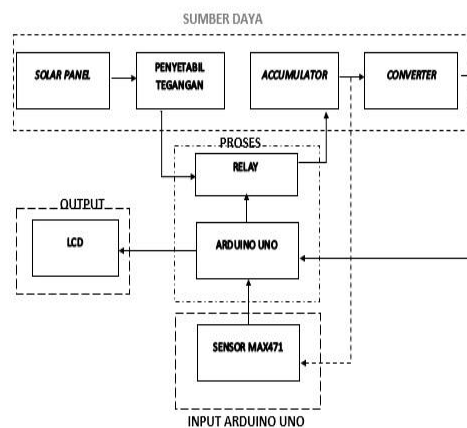 SUMBER DAYA
SOLAR PANEL
PENYETABIL
TEGANGAN
ACCUMULATOR
CONVERTER
PROSES
RELAY
OUTPUT
LCD
ARDUINO UNO
SENSOR MAX471
INPUT ARDUINO UNO